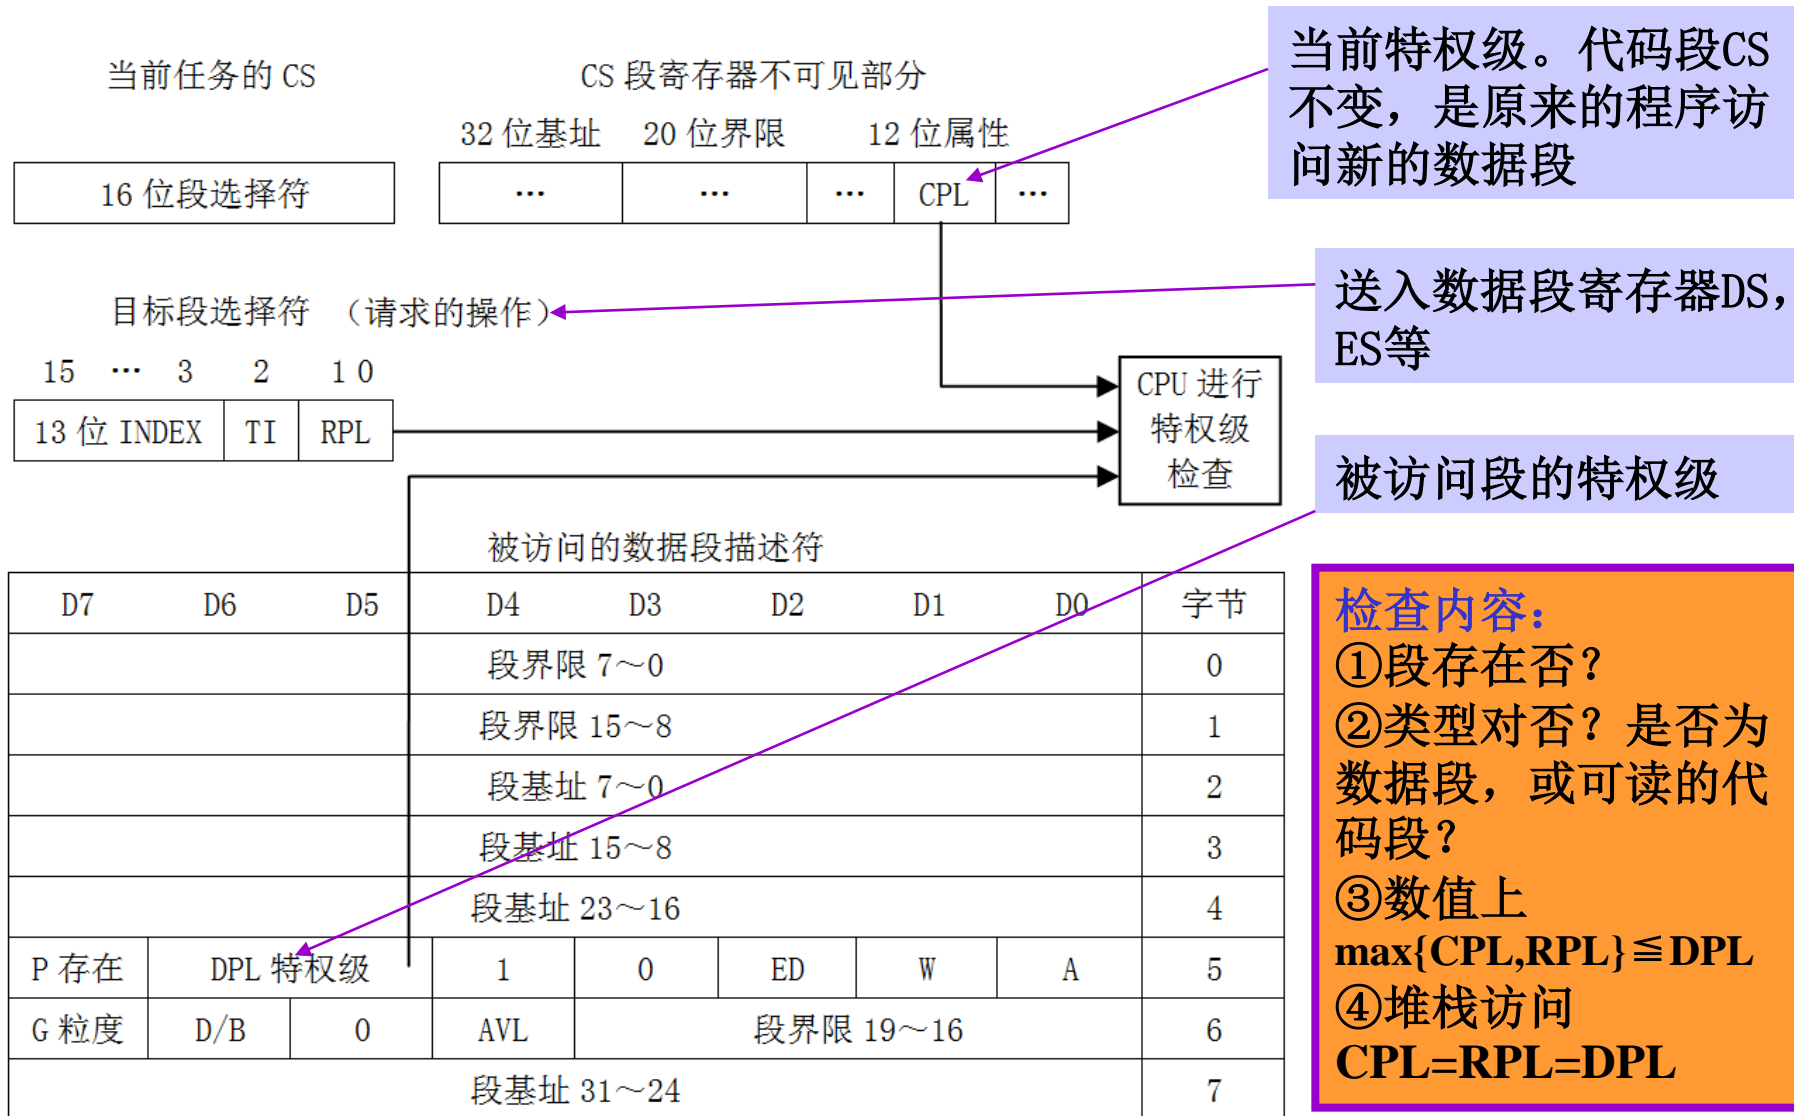 当前任务的 CS
CS 段寄存器不可见部分
32 位基址 20 位界限 12 位属性
16 位段选择符
… … … CPL …
当前特权级。代码段CS
不变，是原来的程序访
问新的数据段
目标段选择符 （请求的操作）
15 … 3 2 1 0
13 位 INDEX TI RPL
送入数据段寄存器DS，
ES等
CPU 进行
特权级
检查
被访问段的特权级
被访问的数据段描述符
D7 D6 D5 D4 D3 D2 D1 D0 字节
段界限 7～0 0
段界限 15～8 1
段基址 7～0 2
段基址 15～8 3
段基址 23～16 4
P 存在 DPL 特权级 1 0 ED W A 5
G 粒度 D/B 0 AVL 段界限 19～16 6
段基址 31～24 7
检查内容：
①段存在否？
②类型对否？是否为
数据段，或可读的代
码段？
③数值上
max{CPL,RPL}≦DPL
④堆栈访问
CPL=RPL=DPL